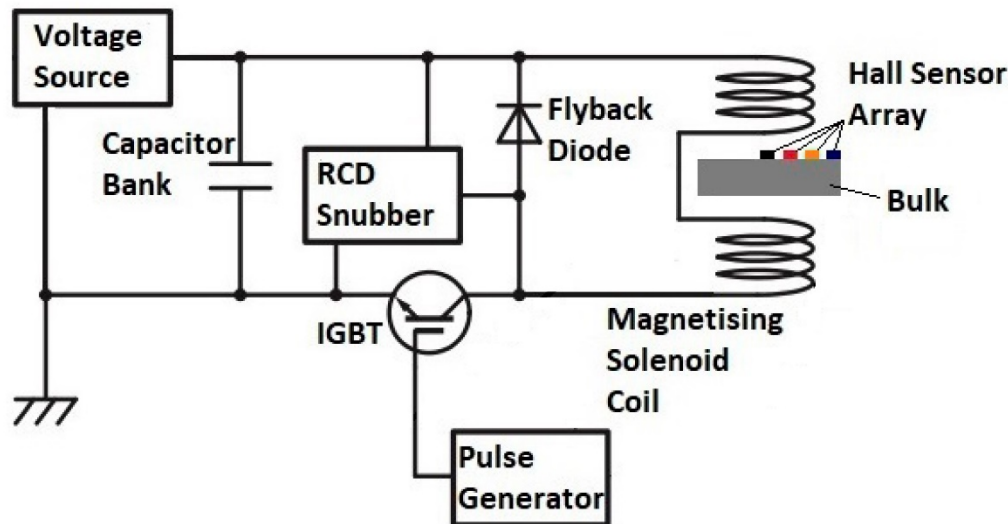 Voltage
Source
Capacitor
Bank
RCD
Snubber
Flyback
Diode
Hall Sensor
Array
Bulk
IGBT
Magnetising
Solenoid
Coil
Pulse
Generator